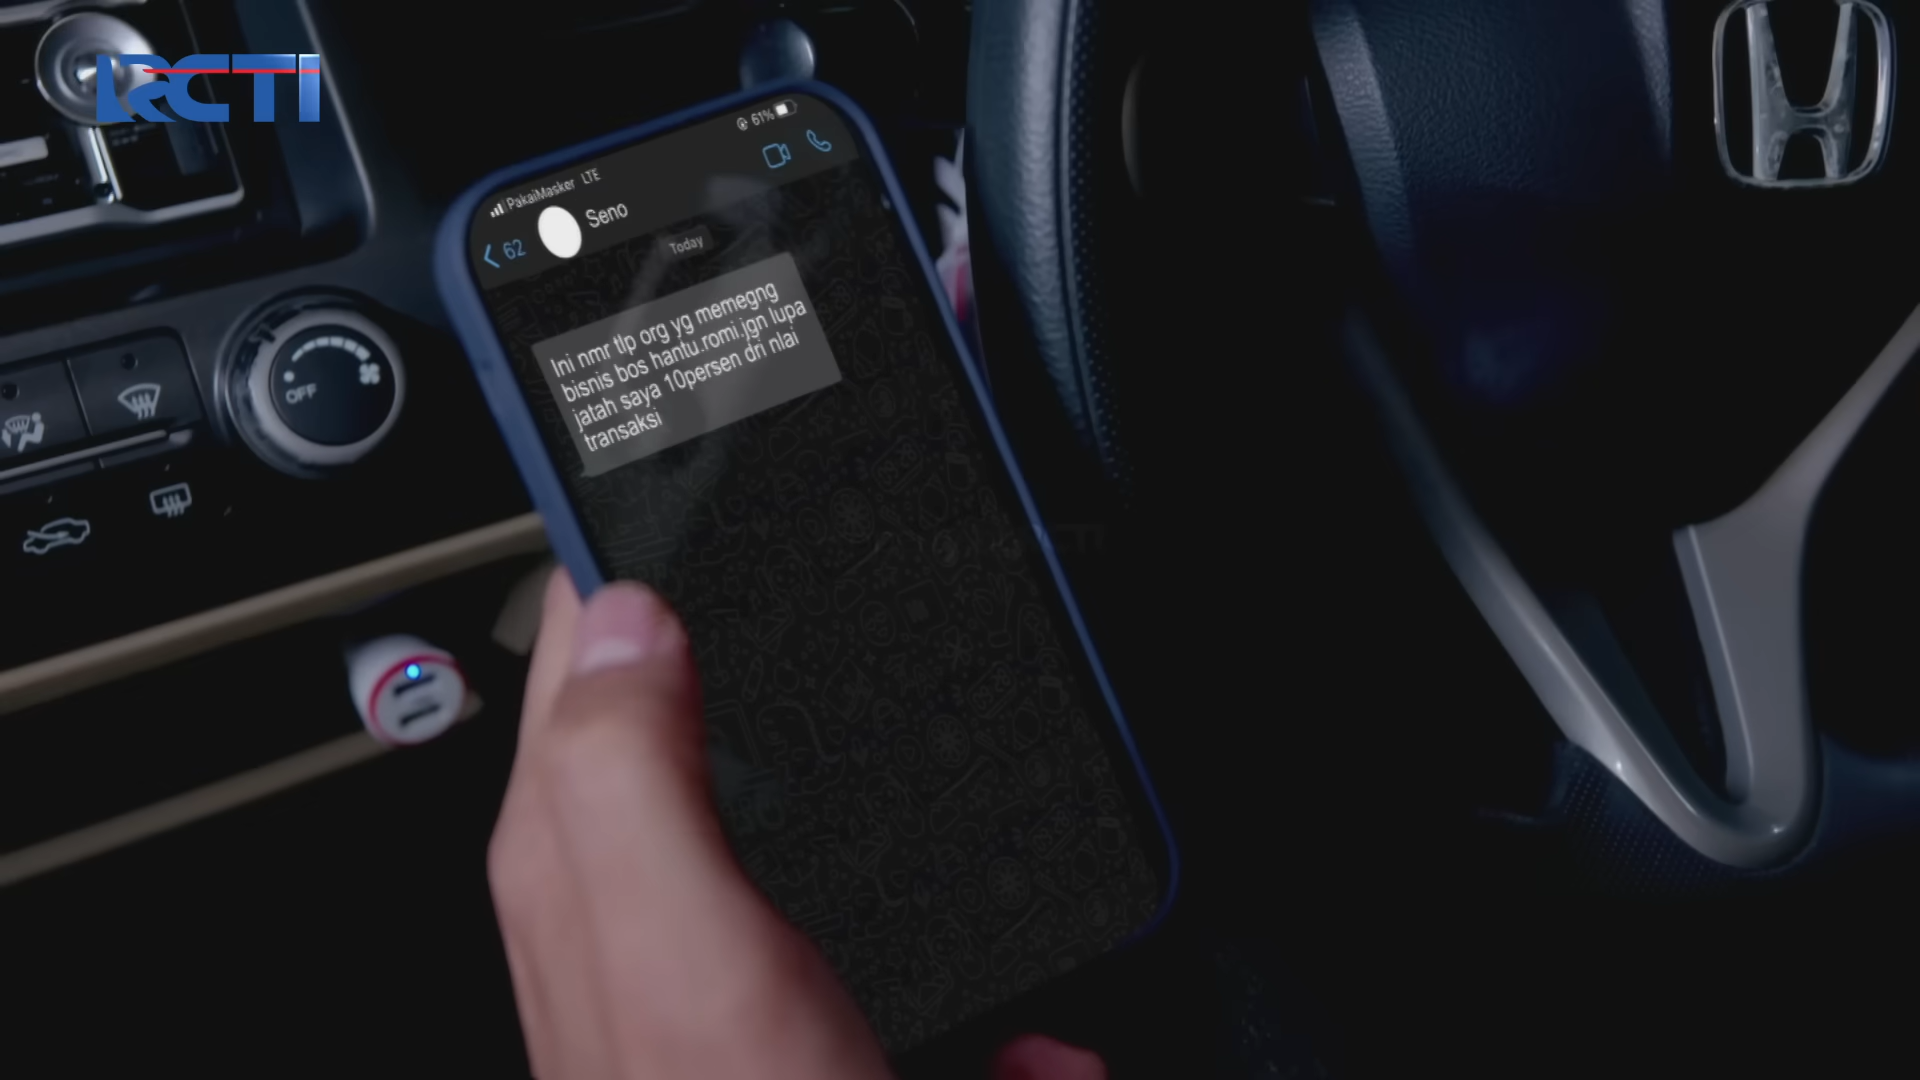 RCTI
PakaiMasker LTE
61%
62
Seno
Today
Ini nmr tlp org yg memegng
bisnis bos hantu.romi.jgn lupa
jatah saya 10persen dri nlai
transaksi
OFF